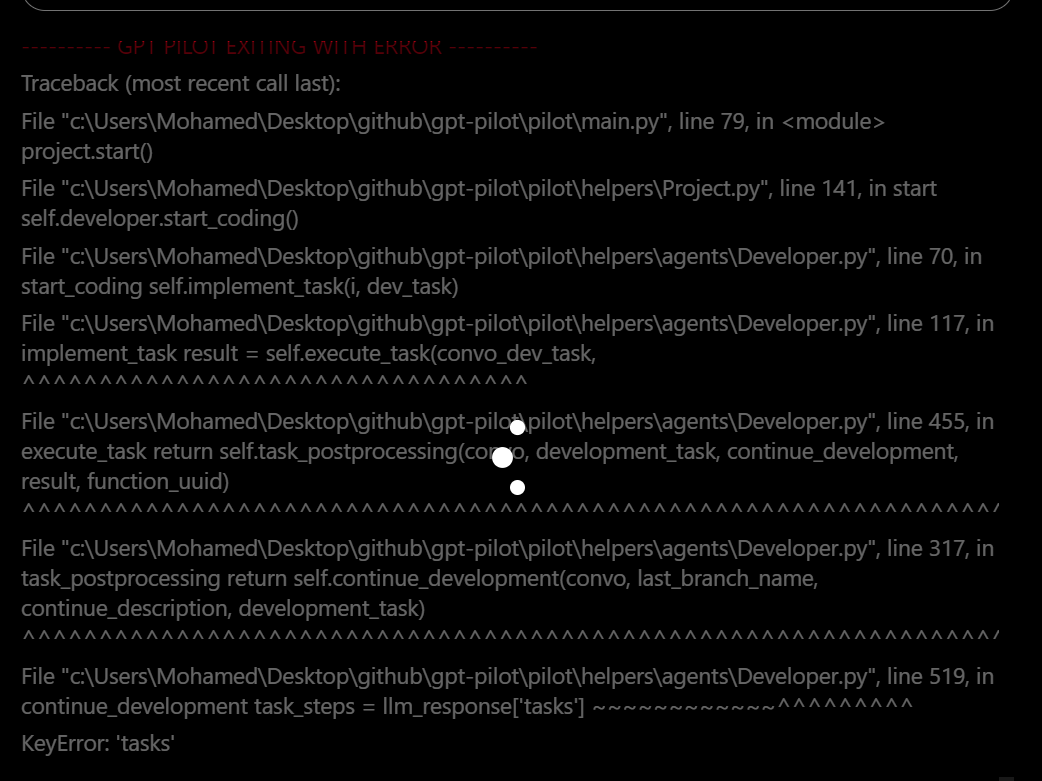 ---------- GPT PILOT EXITING WITH ERROR ----------
Traceback (most recent call last):
File "c:\Users\Mohamed\Desktop\github\gpt-pilot\pilot\main.py", line 79, in <module>
project.start()
File "c:\Users\Mohamed\Desktop\github\gpt-pilot\pilot\helpers\Project.py", line 141, in start
self.developer.start_coding()
File "c:\Users\Mohamed\Desktop\github\gpt-pilot\pilot\helpers\agents\Developer.py", line 70, in
start_coding self.implement_task(i, dev_task)
File "c:\Users\Mohamed\Desktop\github\gpt-pilot\pilot\helpers\agents\Developer.py", line 117, in
implement_task result = self.execute_task(convo_dev_task,
^^^^^^^^^^^^^^^^^^^^^^^^^^^^^^^^^
File "c:\Users\Mohamed\Desktop\github\gpt-pilot\pilot\helpers\agents\Developer.py", line 455, in
execute_task return self.task_postprocessing(convo, development_task, continue_development,
result, function_uuid)
^^^^^^^^^^^^^^^^^^^^^^^^^^^^^^^^^^^^^^^^^^^^^^^^^^^^^^^^^^^^^^^^
File "c:\Users\Mohamed\Desktop\github\gpt-pilot\pilot\helpers\agents\Developer.py", line 317, in
task_postprocessing return self.continue_development(convo, last_branch_name,
continue_description, development_task)
^^^^^^^^^^^^^^^^^^^^^^^^^^^^^^^^^^^^^^^^^^^^^^^^^^^^^^^^^^^^^^^^
File "c:\Users\Mohamed\Desktop\github\gpt-pilot\pilot\helpers\agents\Developer.py", line 519, in
continue_development task_steps = llm_response['tasks'] ~~~~~~~~~~~~^^^^^^^^^
KeyError: 'tasks'